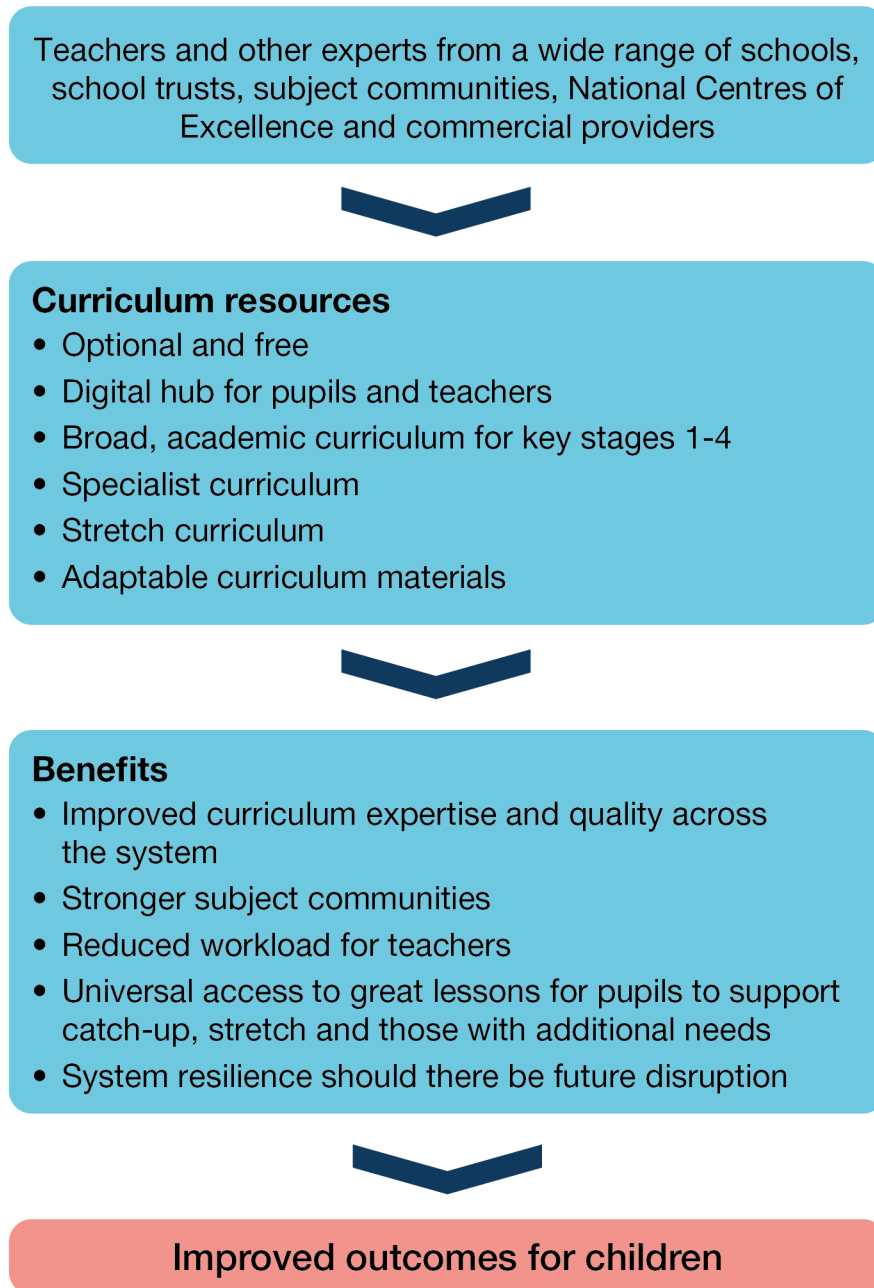 Teachers and other experts from a wide range of schools,
school trusts, subject communities, National Centres of
Excellence and commercial providers
Curriculum resources
• Optional and free
• Digital hub for pupils and teachers
• Broad, academic curriculum for key stages 1-4
• Specialist curriculum
• Stretch curriculum
• Adaptable curriculum materials
Benefits
• Improved curriculum expertise and quality across
the system
• Stronger subject communities
• Reduced workload for teachers
• Universal access to great lessons for pupils to support
catch-up, stretch and those with additional needs
• System resilience should there be future disruption
Improved outcomes for children